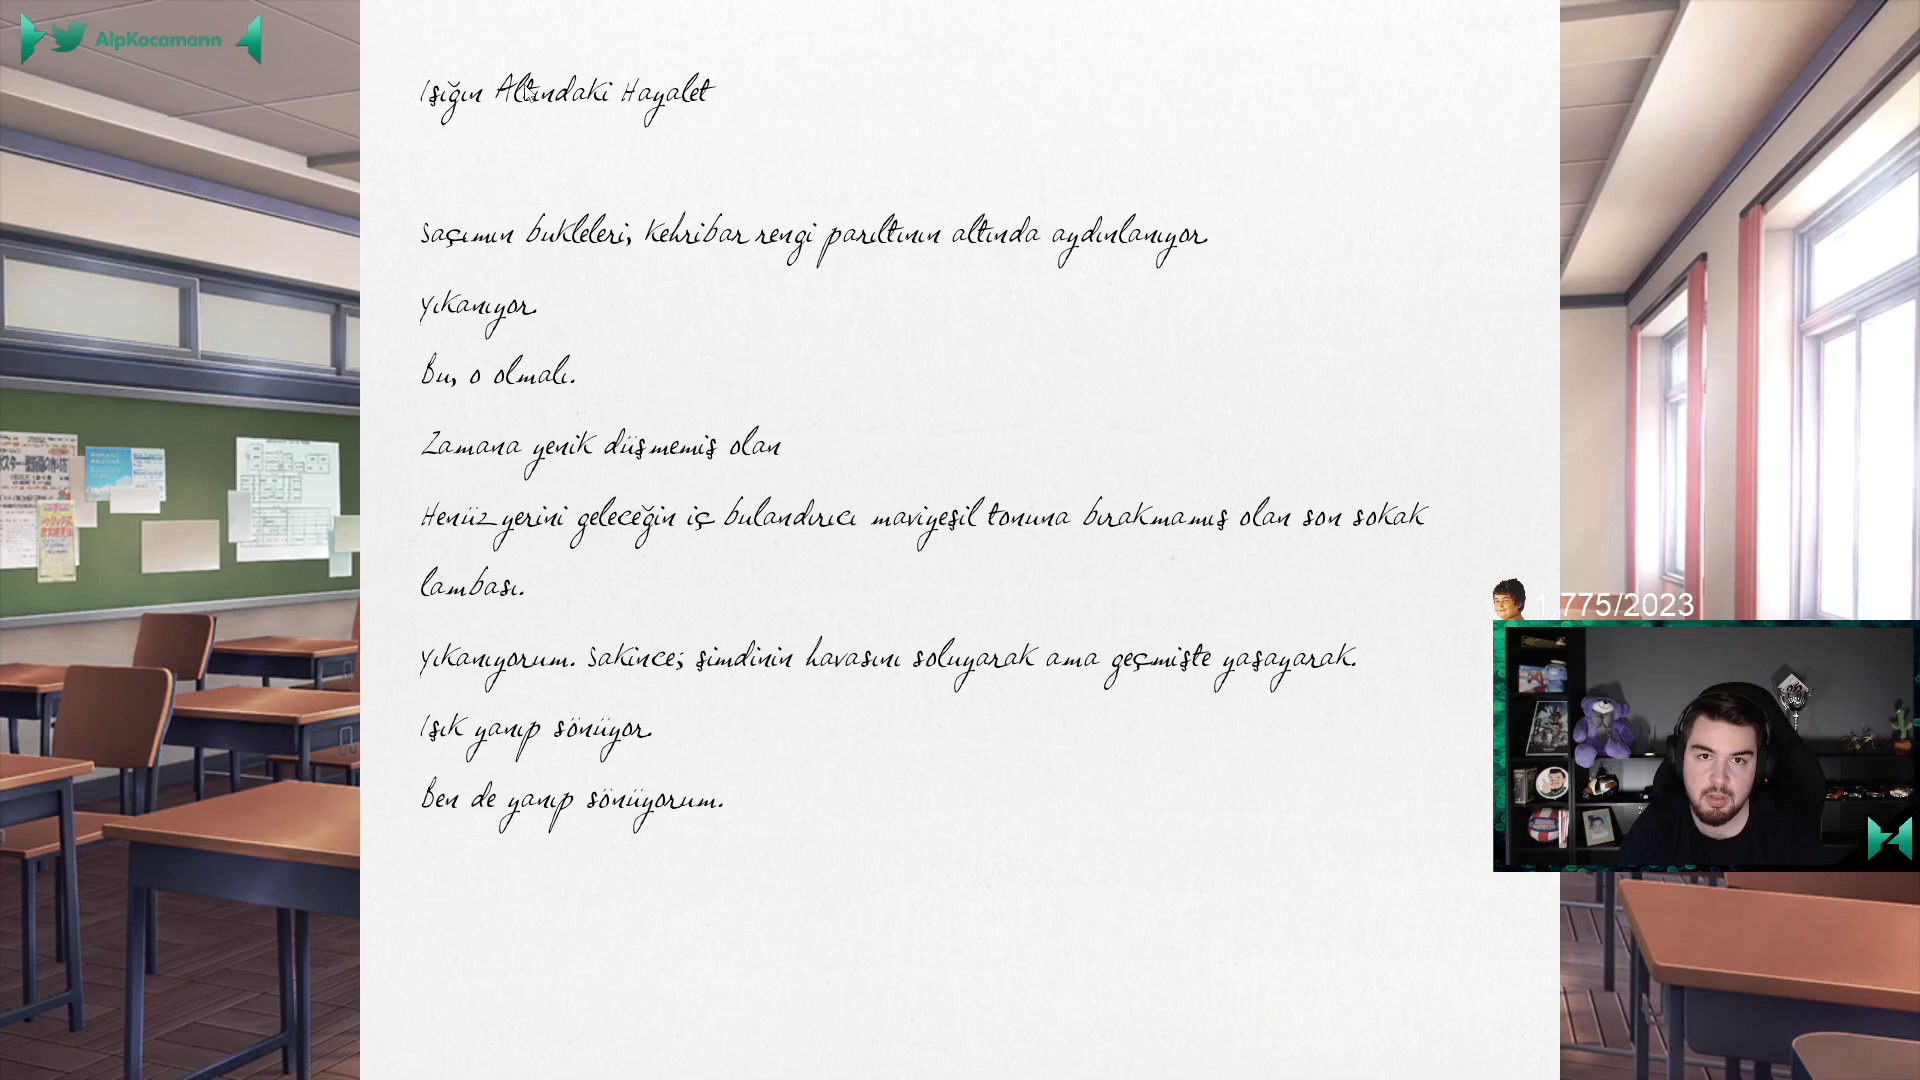 AlpKocamann
Işığın Altındaki Hayalet
Saçımın bukleleri, kehribar rengi parıltının altında aydınlanıyor.
Yıkanıyor.
Bu, o olmalı.
Zamana yenik düşmemiş olan
Henüz yerini geleceğin iç bulandırıcı maviyeşil tonuna bırakmamış olan son sokak
lambası.
Yıkanıyorum. Sakince; şimdinin havasını soluyarak ama geçmişte yaşayarak.
Işık yanıp sönüyor.
Ben de yanıp sönüyorum.
1.775/2023